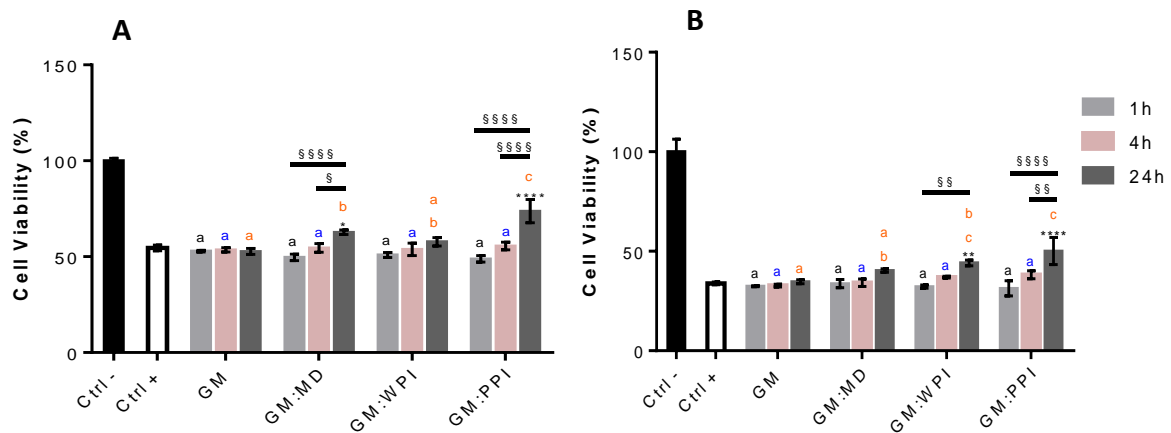 A
Cell Viability (%)
150
100
50
0
§§§§
§
§§§§
§§§§
b
*
a
b
c
****
a a a
a a
a a
a a
Ctrl -
Ctrl +
GM
GM:MD
GM:WPI
GM:PPI
B
Cell Viability (%)
150
100
50
0
§§
§§§§
§§
a
b
b
c
**
c
****
a a a
a a
a a
a a
Ctrl -
Ctrl +
GM
GM:MD
GM:WPI
GM:PPI
1h
4h
24h